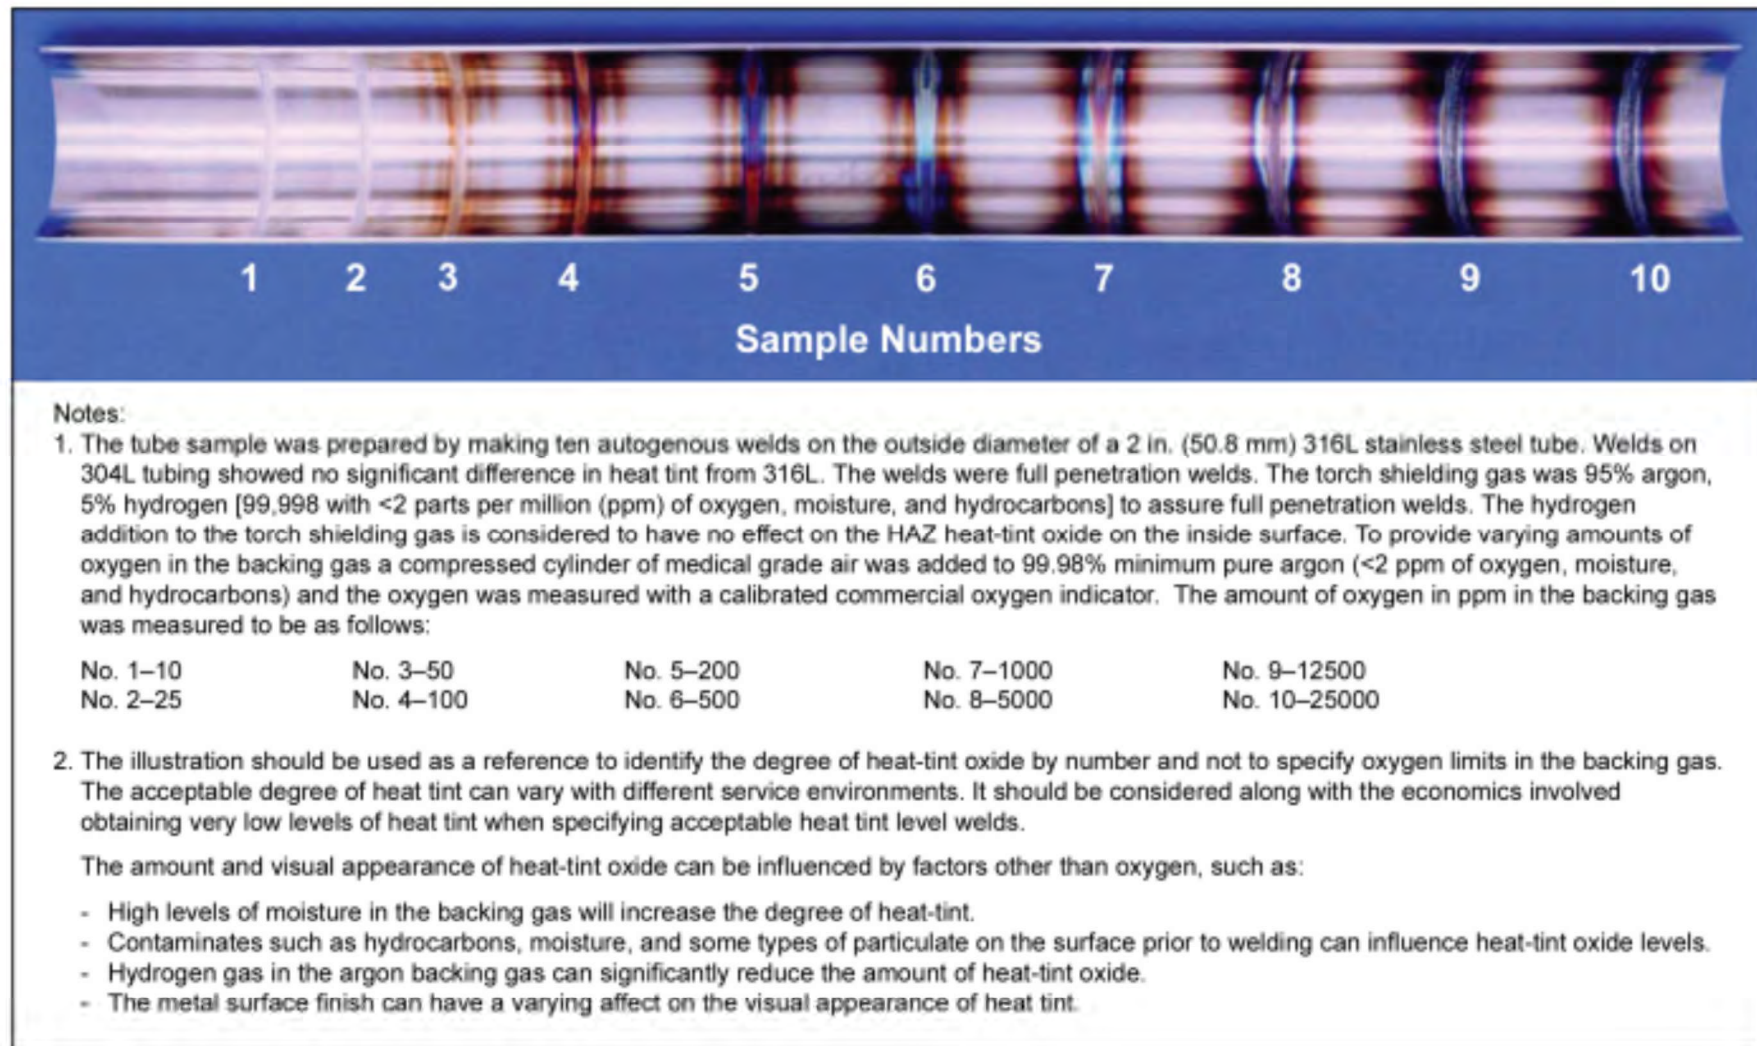 1 2 3 4 5 6 7 8 9 10
Sample Numbers
Notes:
1. The tube sample was prepared by making ten autogenous welds on the outside diameter of a 2 in. (50.8 mm) 316L stainless steel tube. Welds on
304L tubing showed no significant difference in heat tint from 316L. The welds were full penetration welds. The torch shielding gas was 95% argon,
5% hydrogen [99,998 with <2 parts per million (ppm) of oxygen, moisture, and hydrocarbons] to assure full penetration welds. The hydrogen
addition to the torch shielding gas is considered to have no effect on the HAZ heat-tint oxide on the inside surface. To provide varying amounts of
oxygen in the backing gas a compressed cylinder of medical grade air was added to 99,98% minimum pure argon (<2 ppm of oxygen, moisture,
and hydrocarbons) and the oxygen was measured with a calibrated commercial oxygen indicator. The amount of oxygen in ppm in the backing gas
was measured to be as follows:
No. 1–10 No. 3–50 No. 5–200 No. 7–1000 No. 9–12500
No. 2–25 No. 4–100 No. 6–500 No. 8–5000 No. 10–25000
2. The illustration should be used as a reference to identify the degree of heat-tint oxide by number and not to specify oxygen limits in the backing gas.
The acceptable degree of heat tint can vary with different service environments. It should be considered along with the economics involved
obtaining very low levels of heat tint when specifying acceptable heat tint level welds.
The amount and visual appearance of heat-tint oxide can be influenced by factors other than oxygen, such as:
- High levels of moisture in the backing gas will increase the degree of heat-tint.
- Contaminates such as hydrocarbons, moisture, and some types of particulate on the surface prior to welding can influence heat-tint oxide levels.
- Hydrogen gas in the argon backing gas can significantly reduce the amount of heat-tint oxide.
- The metal surface finish can have a varying affect on the visual appearance of heat tint.